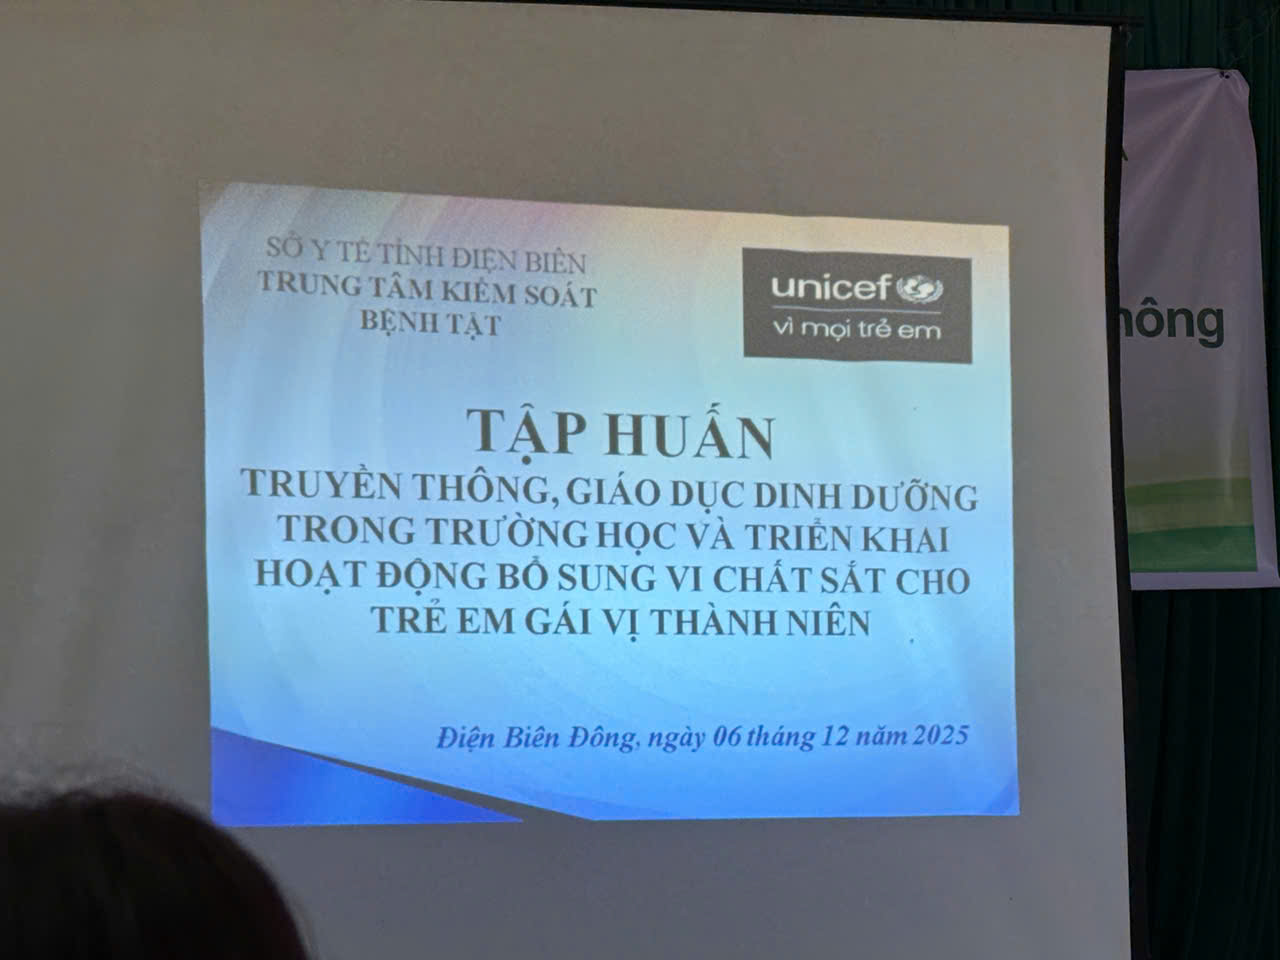 SỞ Y TẾ TỈNH ĐIỆN BIÊN
TRUNG TÂM KIỂM SOÁT
BỆNH TẬT
unicef
vì mọi trẻ em
TẬP HUẤN
TRUYỀN THÔNG, GIÁO DỤC DINH DƯỠNG
TRONG TRƯỜNG HỌC VÀ TRIỂN KHAI
HOẠT ĐỘNG BỔ SUNG VI CHẤT SẮT CHO
TRẺ EM GÁI VỊ THÀNH NIÊN
Điện Biên Đông, ngày 06 tháng 12 năm 2025